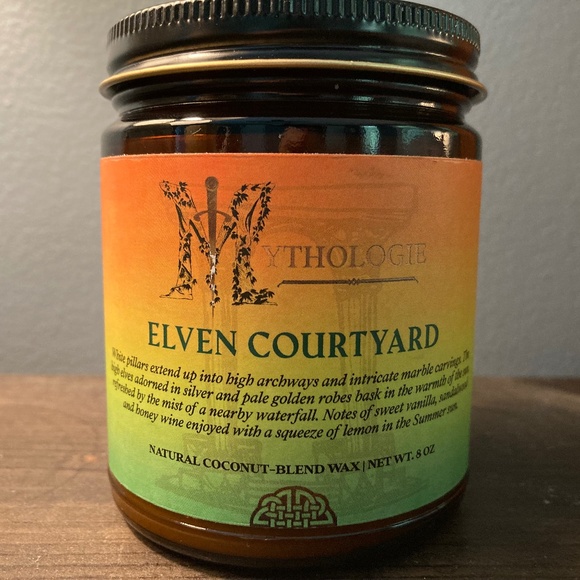 MYTHOLOGIE
ELVEN COURTYARD
White pillars extend up into high archways and intricate marble carvings. The
high elves adorned in silver and pale golden robes bask in the warmth of the sun,
refreshed by the mist of a nearby waterfall. Notes of sweet vanilla, sandalwood
and honey wine enjoyed with a squeeze of lemon in the Summer sun.
NATURAL COCONUT-BLEND WAX | NET WT. 8 OZ